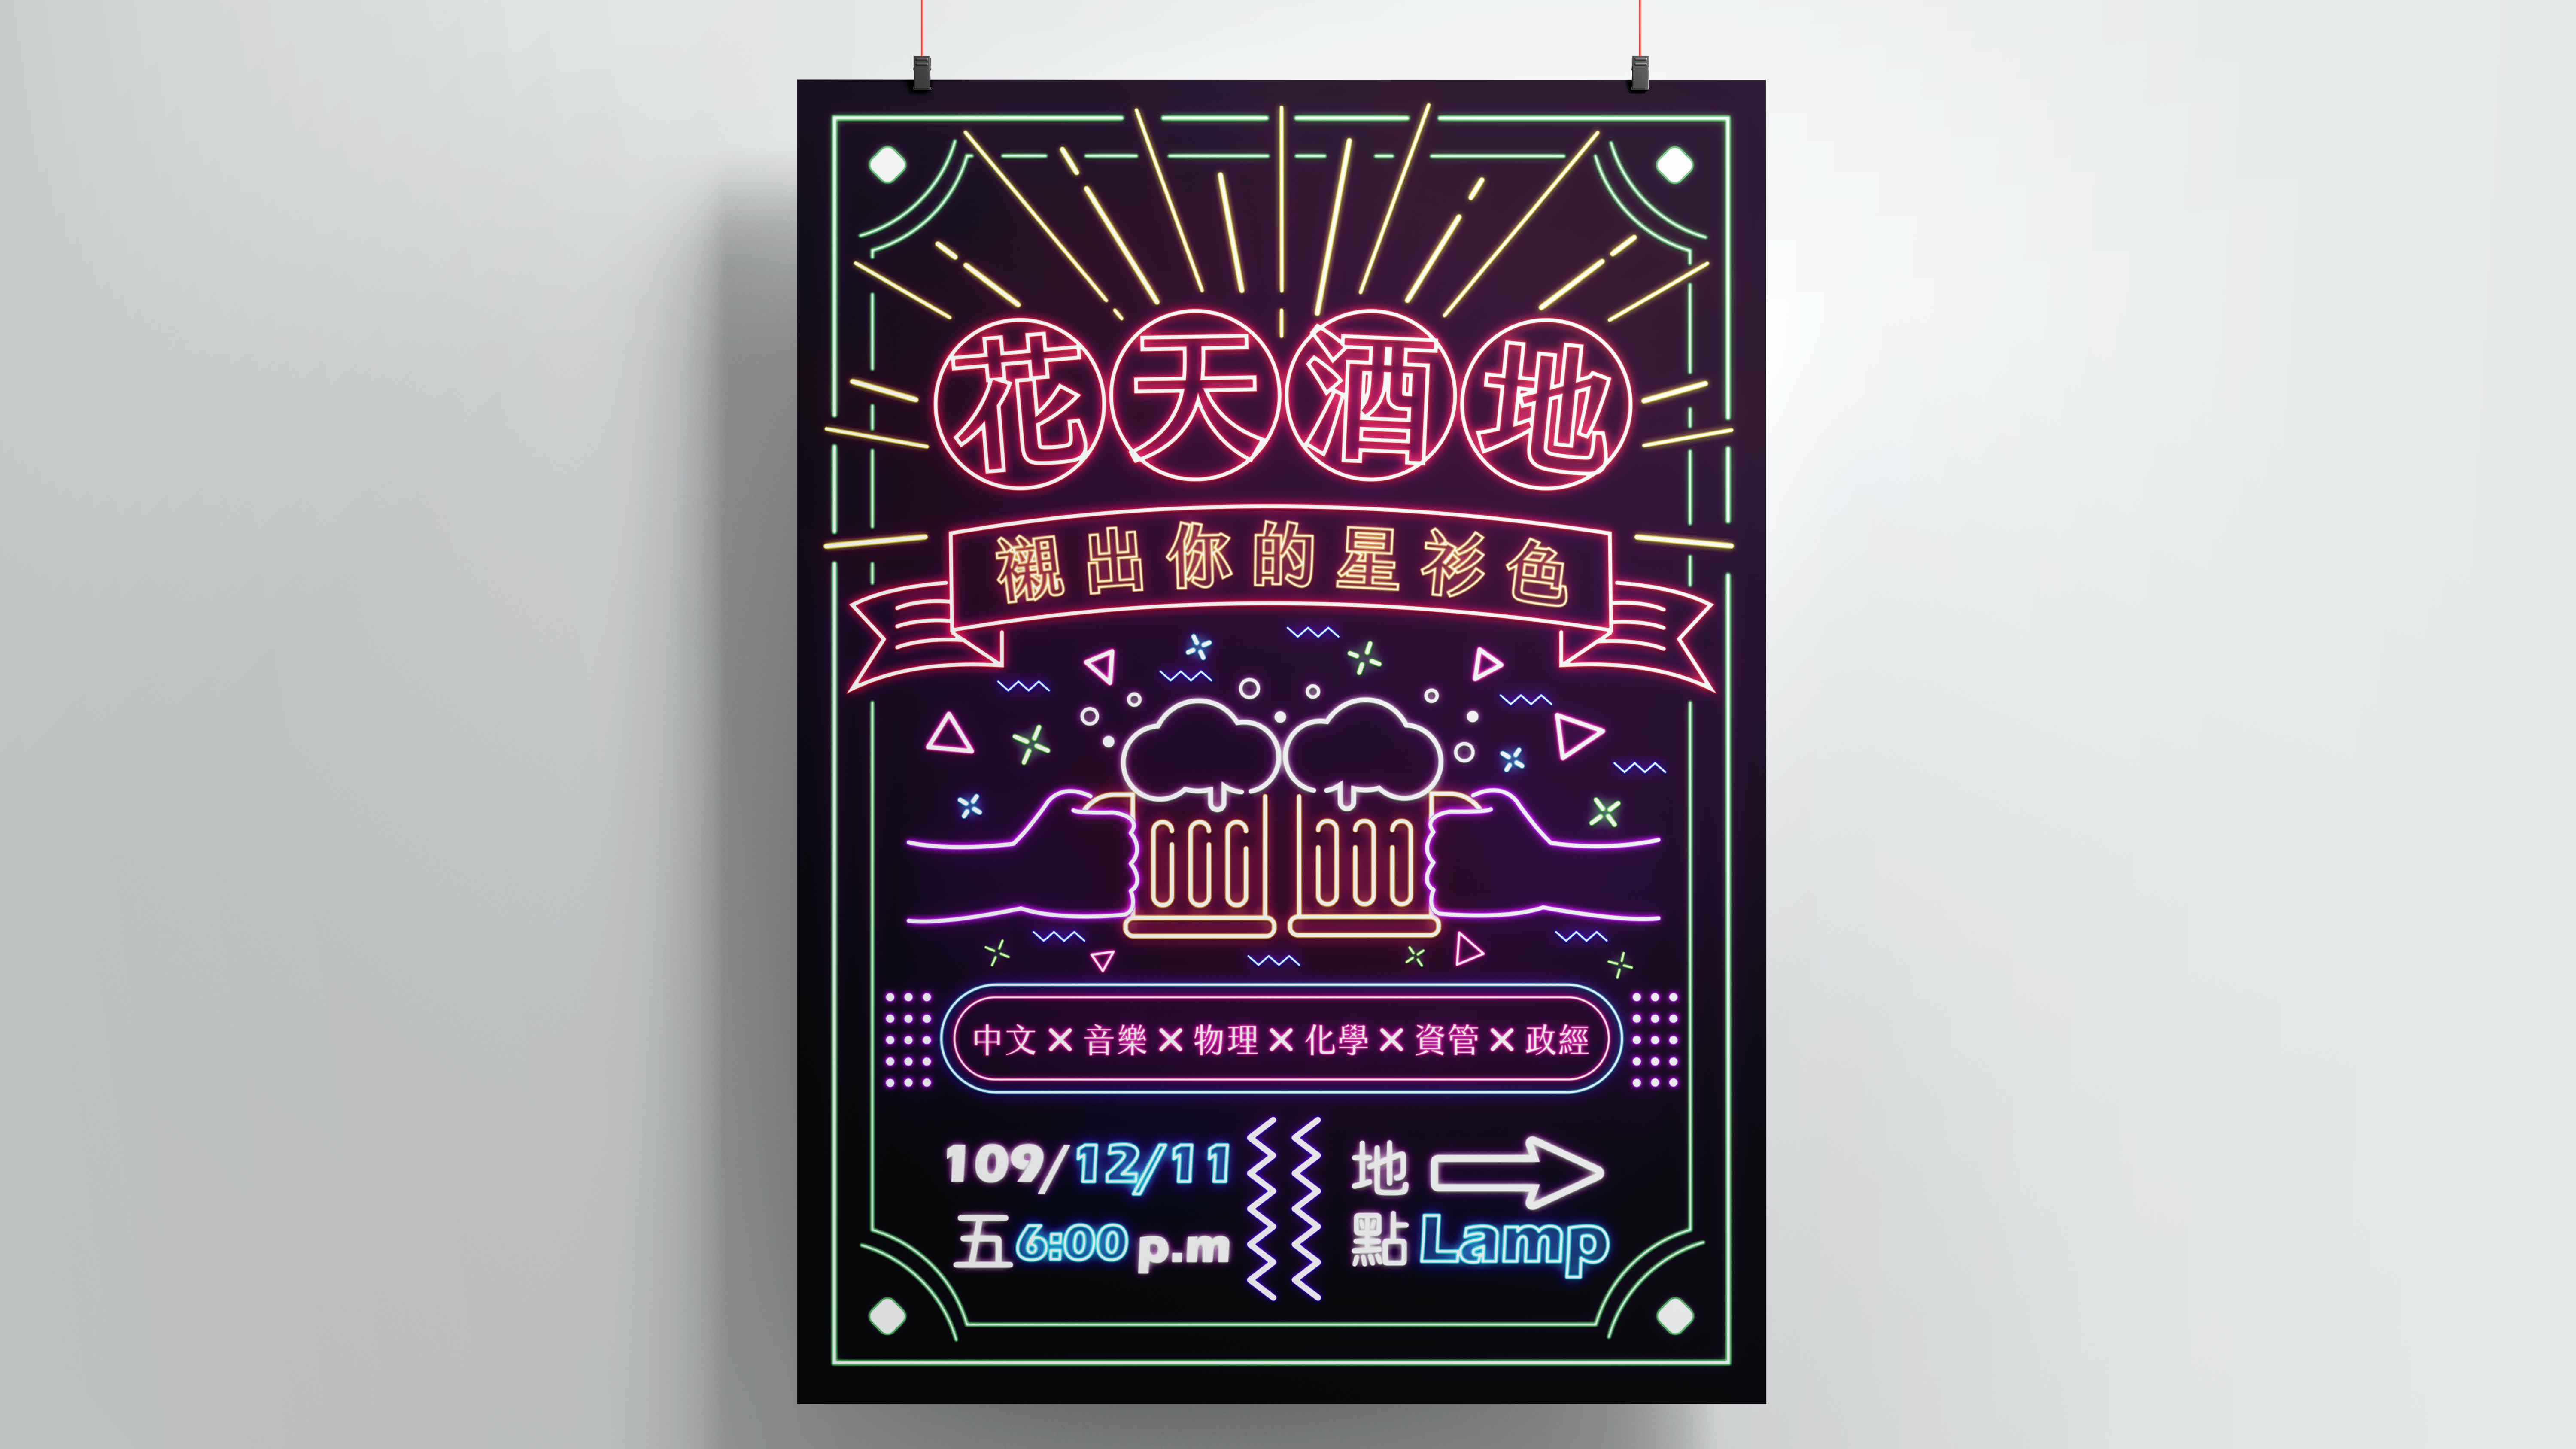 花天酒地
襯出你的星衫色
中文×音樂×物理×化學×資管×政經
109/12/11
五6:00 p.m
地
點Lamp